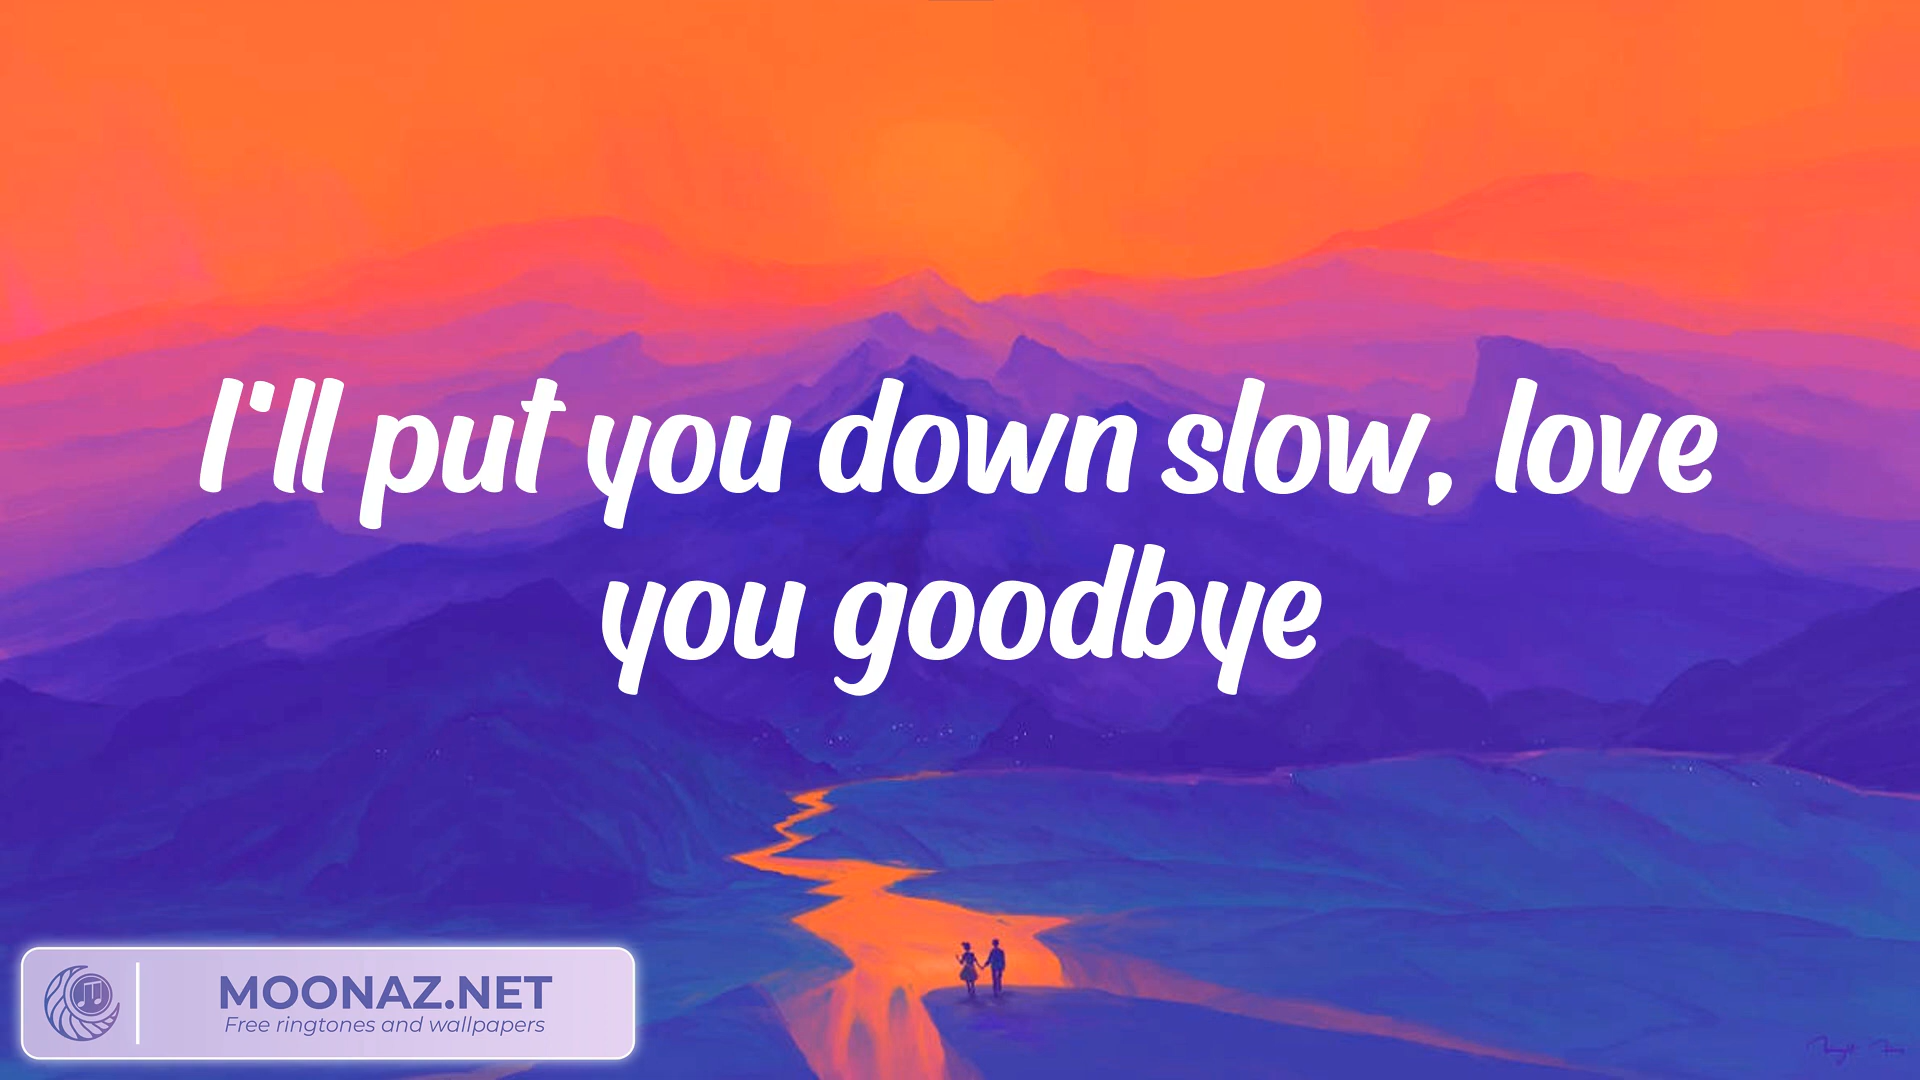 I'll put you down slow, love
you goodbye
MOONAZ.NET
Free ringtones and wallpapers